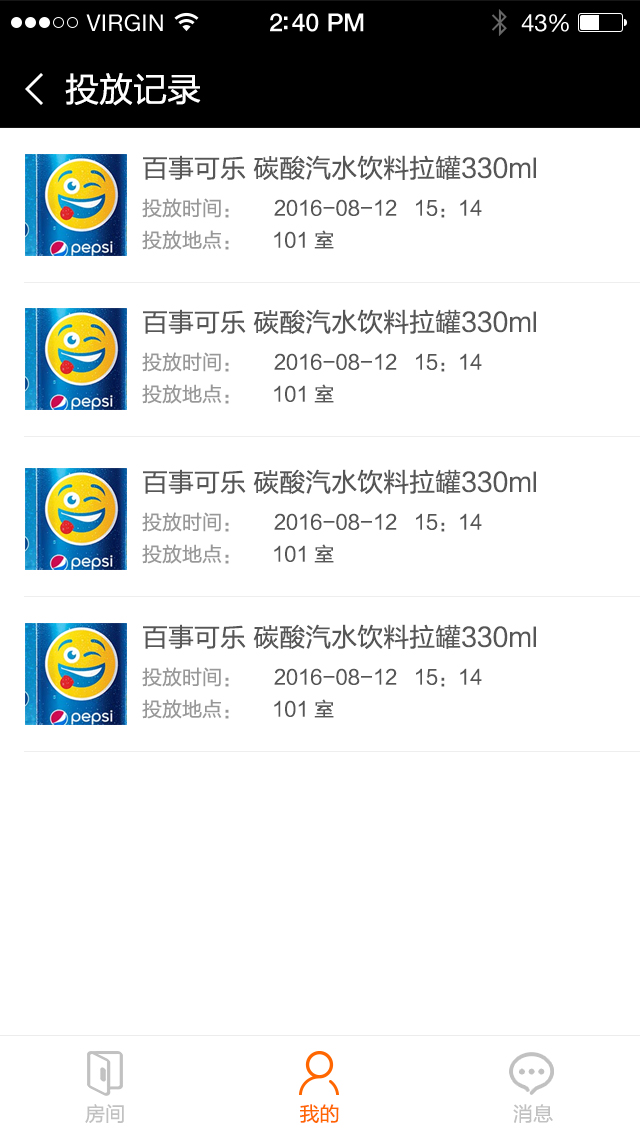 VIRGIN 2:40 PM 43%
投放记录
百事可乐 碳酸汽水饮料拉罐330ml
投放时间： 2016-08-12 15：14
投放地点： 101 室
pepsi
百事可乐 碳酸汽水饮料拉罐330ml
投放时间： 2016-08-12 15：14
投放地点： 101 室
pepsi
百事可乐 碳酸汽水饮料拉罐330ml
投放时间： 2016-08-12 15：14
投放地点： 101 室
pepsi
百事可乐 碳酸汽水饮料拉罐330ml
投放时间： 2016-08-12 15：14
投放地点： 101 室
pepsi
房间 我的 消息